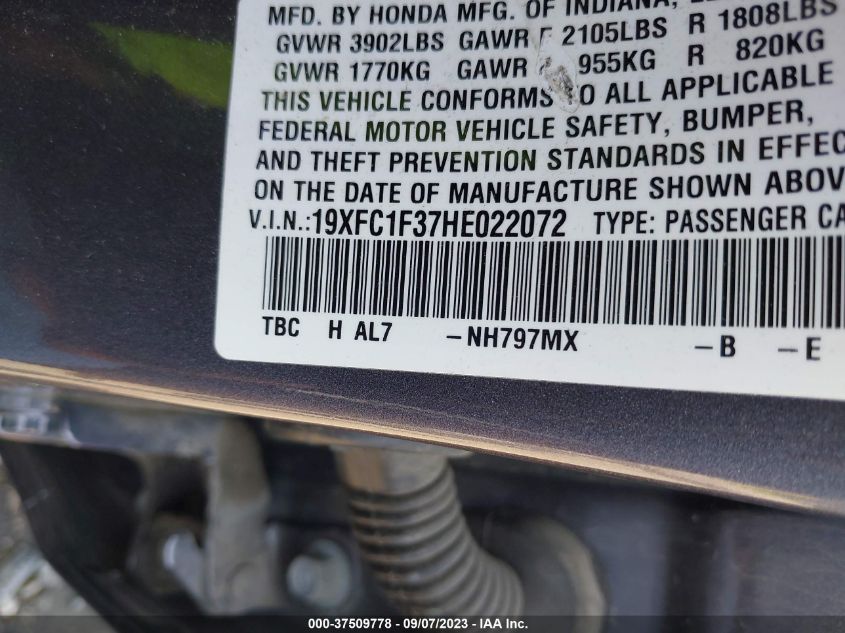 MFD. BY HONDA MFG. OF INDIANA,
GVWR 3902LBS GAWR F 2105LBS R 1808LBS
GVWR 1770KG GAWR 955KG R 820KG
THIS VEHICLE CONFORMS TO ALL APPLICABLE
FEDERAL MOTOR VEHICLE SAFETY, BUMPER,
AND THEFT PREVENTION STANDARDS IN EFFEC
ON THE DATE OF MANUFACTURE SHOWN ABOV
V.I.N.:19XFC1F37HE022072 TYPE: PASSENGER CA
TBC H AL7 -NH797MX -B -E
000-37509778 - 09/07/2023 - IAA Inc.